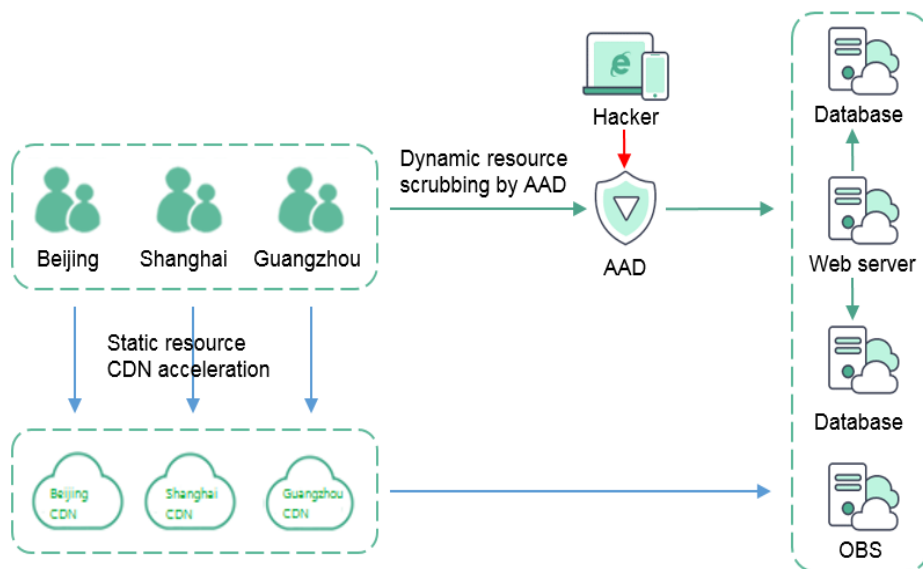 Hacker
Database
Dynamic resource
scrubbing by AAD
Beijing
Shanghai
Guangzhou
AAD
Web server
Static resource
CDN acceleration
Database
Beijing
CDN
Shanghai
CDN
Guangzhou
CDN
OBS